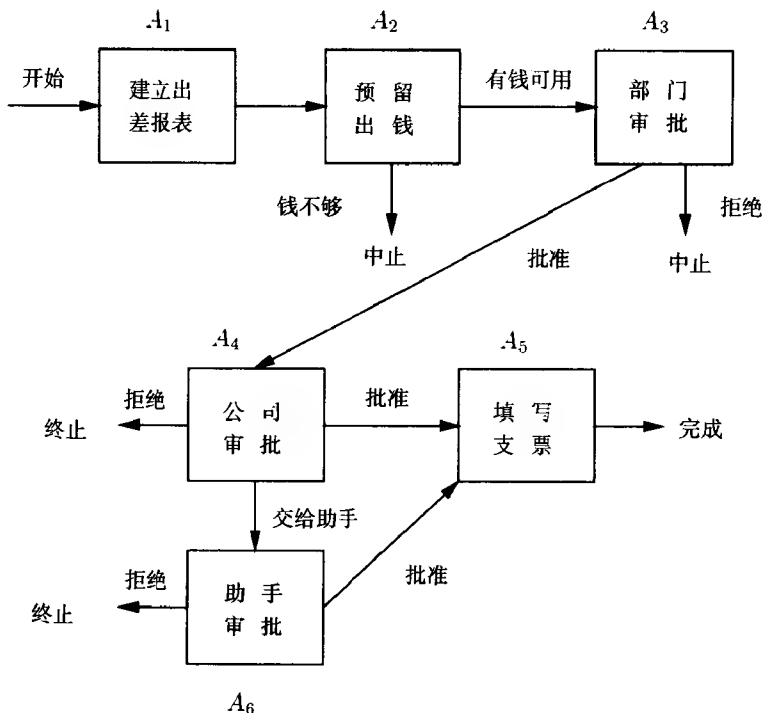 A₁
A₂
A₃
开始
建立出
差报表
预留
出钱
有钱可用
部门
审批
钱不够
中止
拒绝
中止
批准
A₄
A₅
拒绝
终止
公司
审批
批准
填写
支票
完成
交给助手
拒绝
终止
助手
审批
批准
A₆